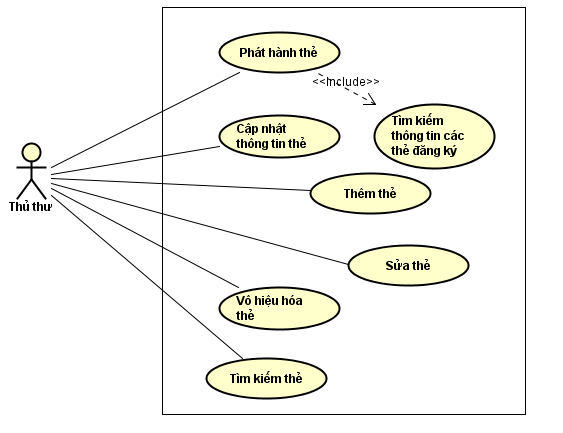 Phát hành thẻ
<<include>>
Cập nhật
thông tin thẻ
Tìm kiếm
thông tin các
thẻ đăng ký
Thêm thẻ
Thủ thư
Sửa thẻ
Vô hiệu hóa
thẻ
Tìm kiếm thẻ